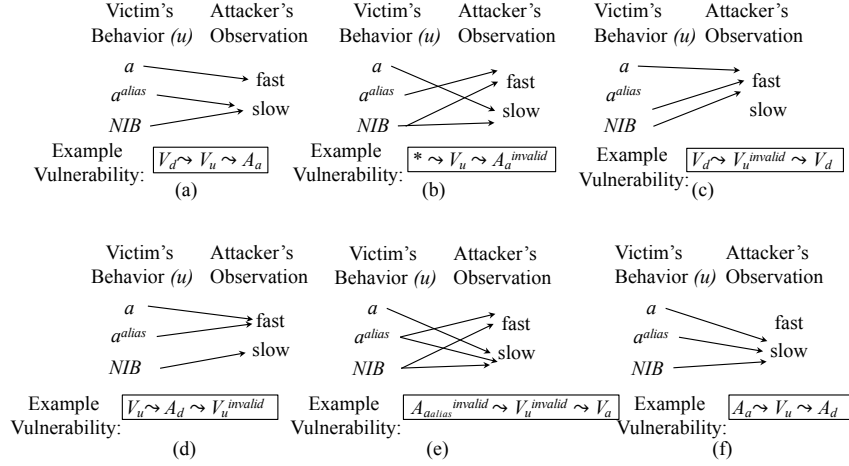 Victim's Attacker's Victim's Attacker's Victim's Attacker's
Behavior (u) Observation Behavior (u) Observation Behavior (u) Observation
a a a
fast fast fast
a^alias a^alias a^alias
slow slow slow
NIB NIB NIB
Example V_d ⤳ V_u ⤳ A_a Example * ⤳ V_u ⤳ A_a^invalid Example V_d ⤳ V_u^invalid ⤳ V_d
Vulnerability: Vulnerability: Vulnerability:
(a) (b) (c)
Victim's Attacker's Victim's Attacker's Victim's Attacker's
Behavior (u) Observation Behavior (u) Observation Behavior (u) Observation
a a a
fast fast fast
a^alias a^alias a^alias
slow slow slow
NIB NIB NIB
Example V_u ⤳ A_d ⤳ V_u^invalid Example A_aalias^invalid ⤳ V_u^invalid ⤳ V_a Example A_a ⤳ V_u ⤳ A_d
Vulnerability: Vulnerability: Vulnerability:
(d) (e) (f)